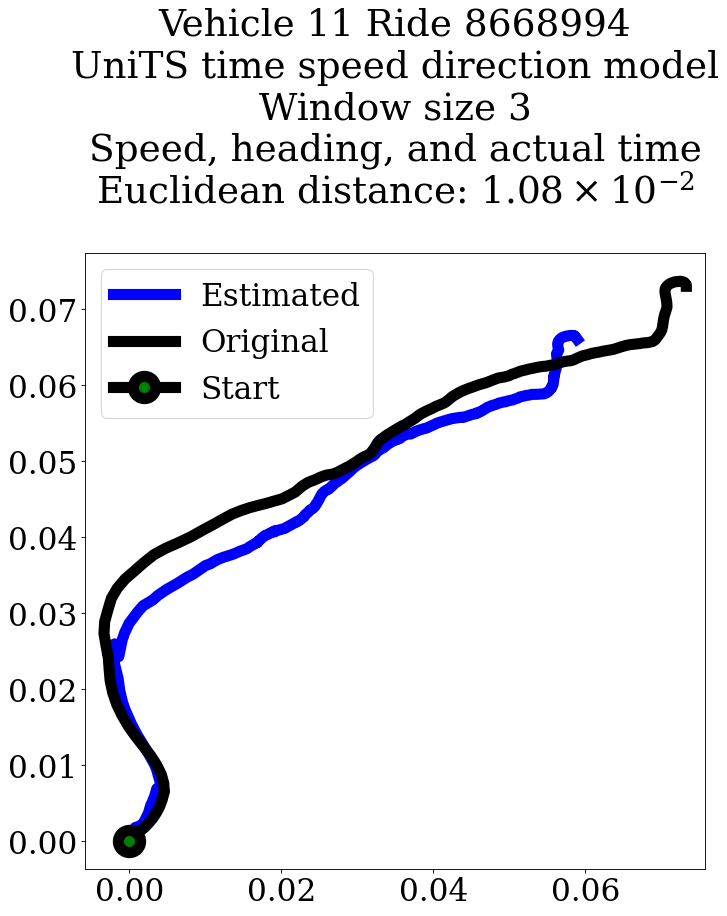 Vehicle 11 Ride 8668994
UniTS time speed direction model
Window size 3
Speed, heading, and actual time
Euclidean distance: 1.08 × 10⁻²
Estimated
Original
Start
0.07
0.06
0.05
0.04
0.03
0.02
0.01
0.00
0.00 0.02 0.04 0.06